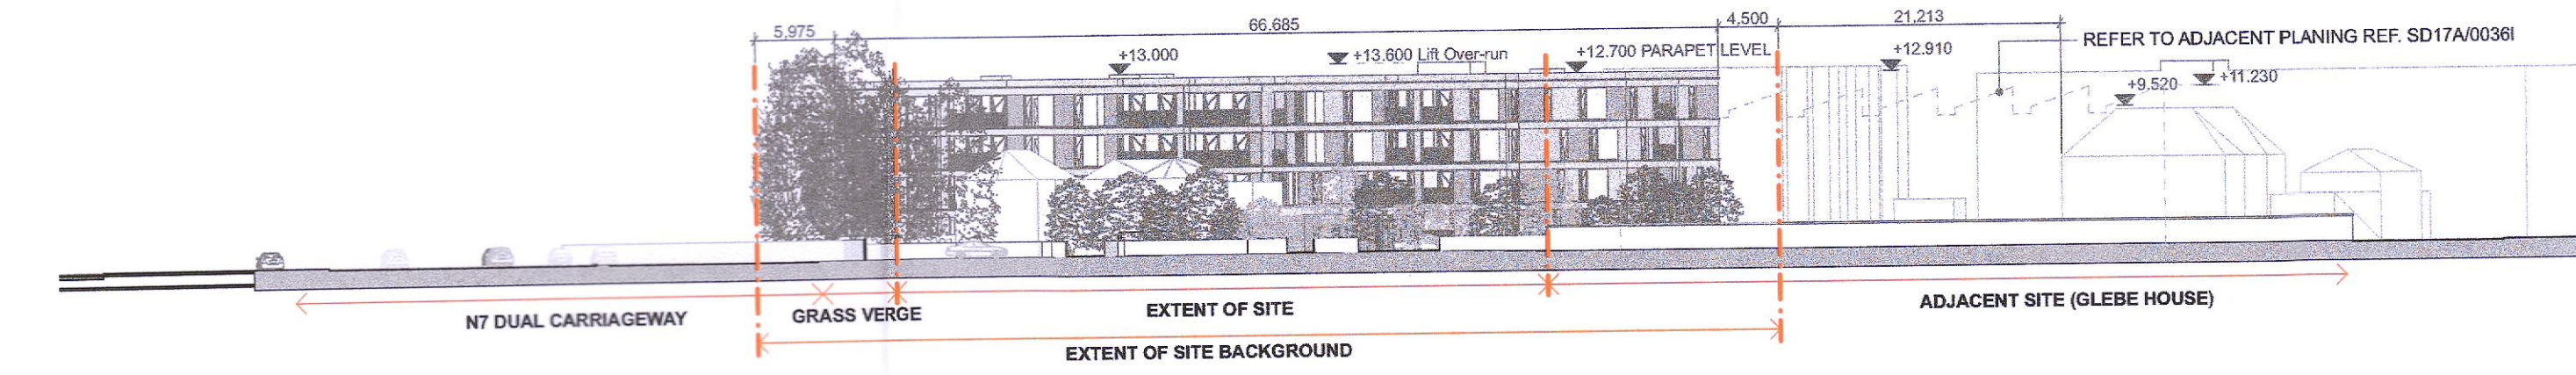 5,975
66.685
4,500
21,213
+13.000
+13.600 Lift Over-run
+12.700 PARAPET LEVEL
+12.910
REFER TO ADJACENT PLANING REF. SD17A/0036I
+9.520
+11.230
N7 DUAL CARRIAGEWAY
GRASS VERGE
EXTENT OF SITE
ADJACENT SITE (GLEBE HOUSE)
EXTENT OF SITE BACKGROUND